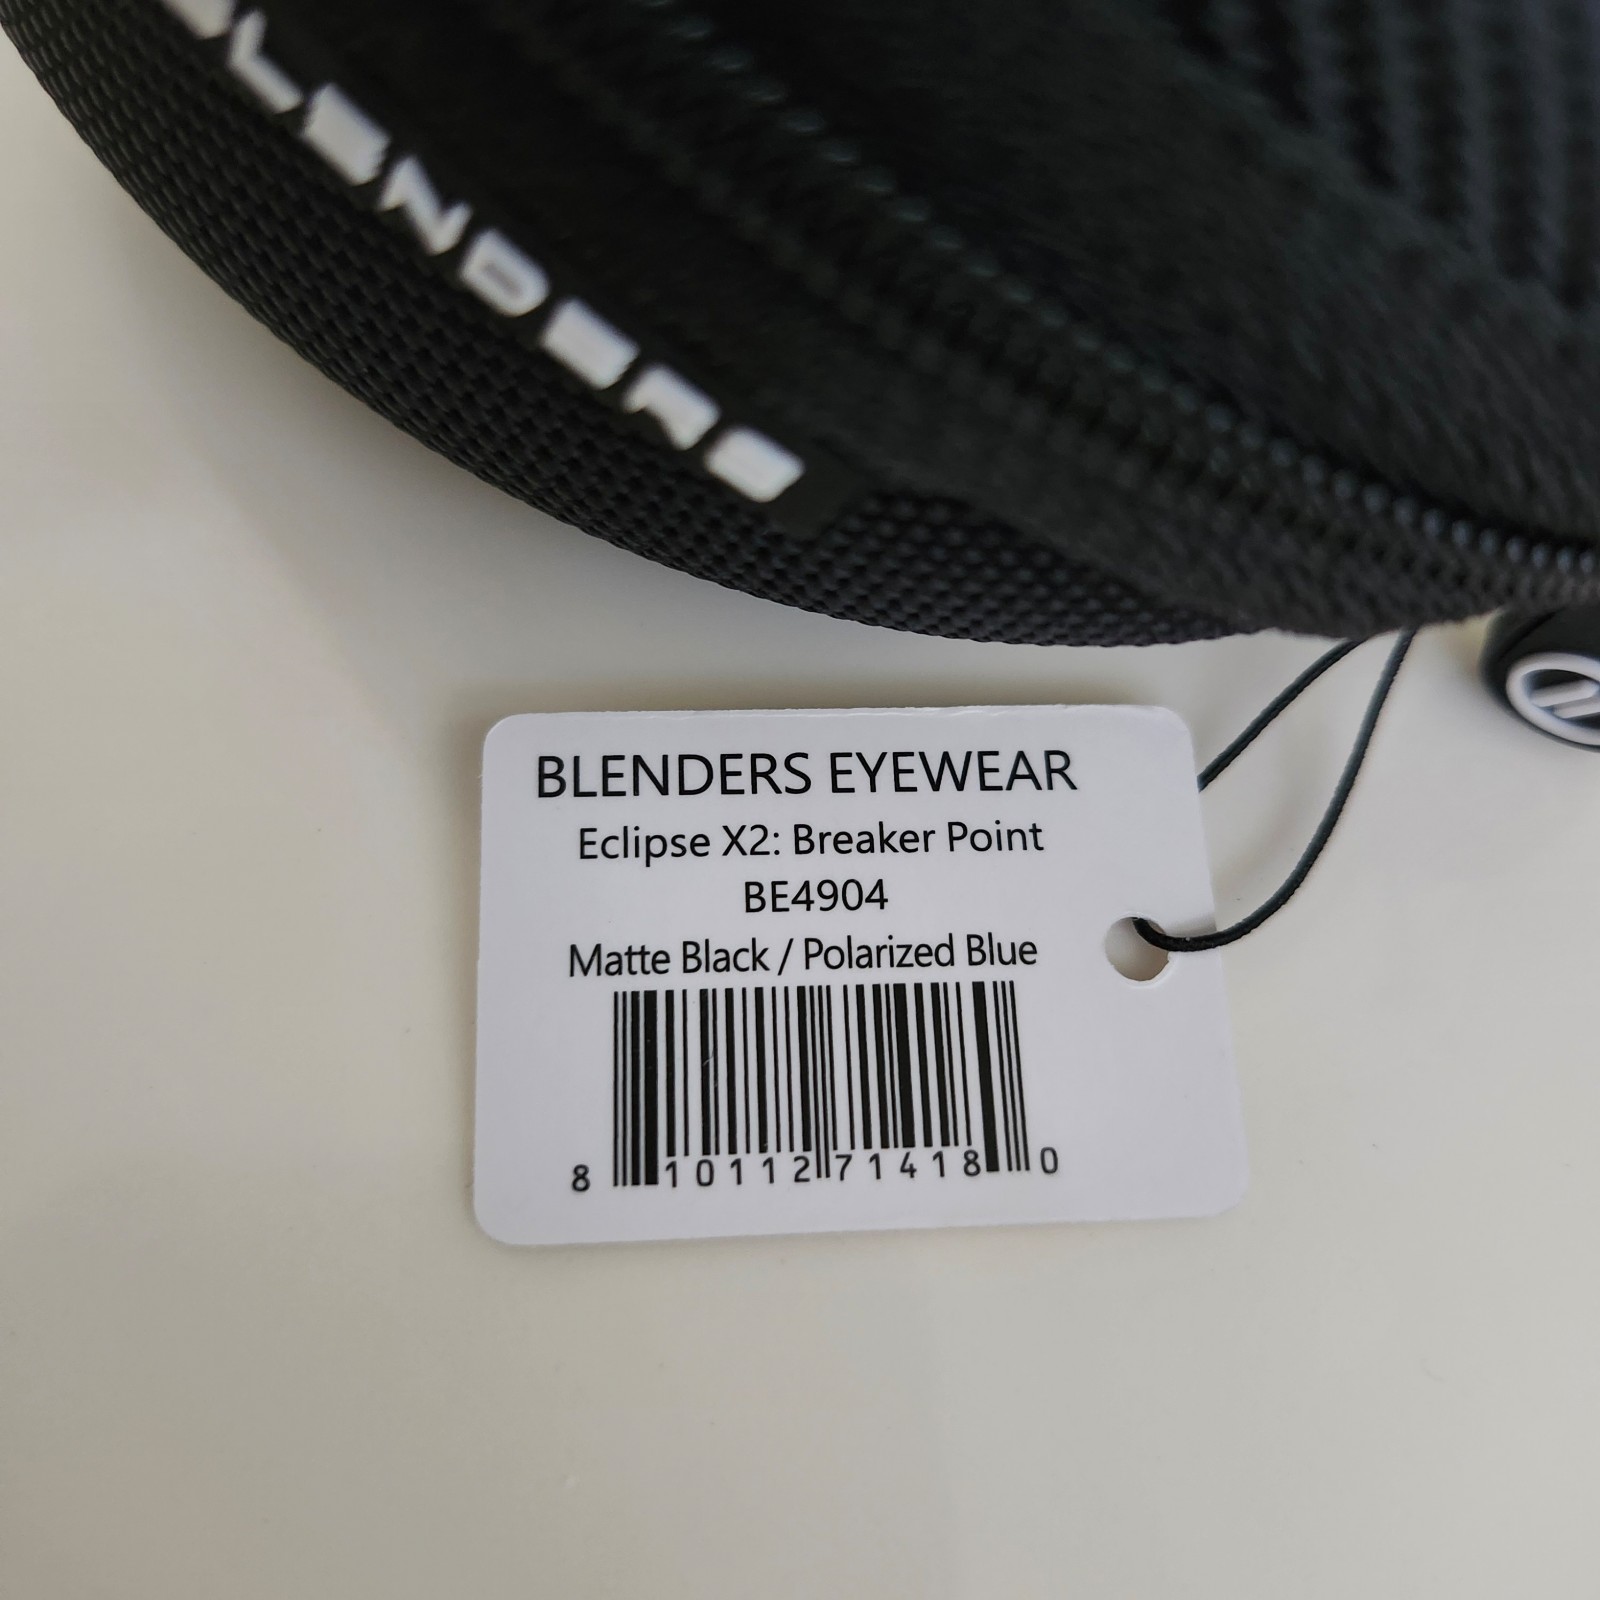 BLENDERS
BLENDERS EYEWEAR
Eclipse X2: Breaker Point
BE4904
Matte Black / Polarized Blue
8 10112 71418 0